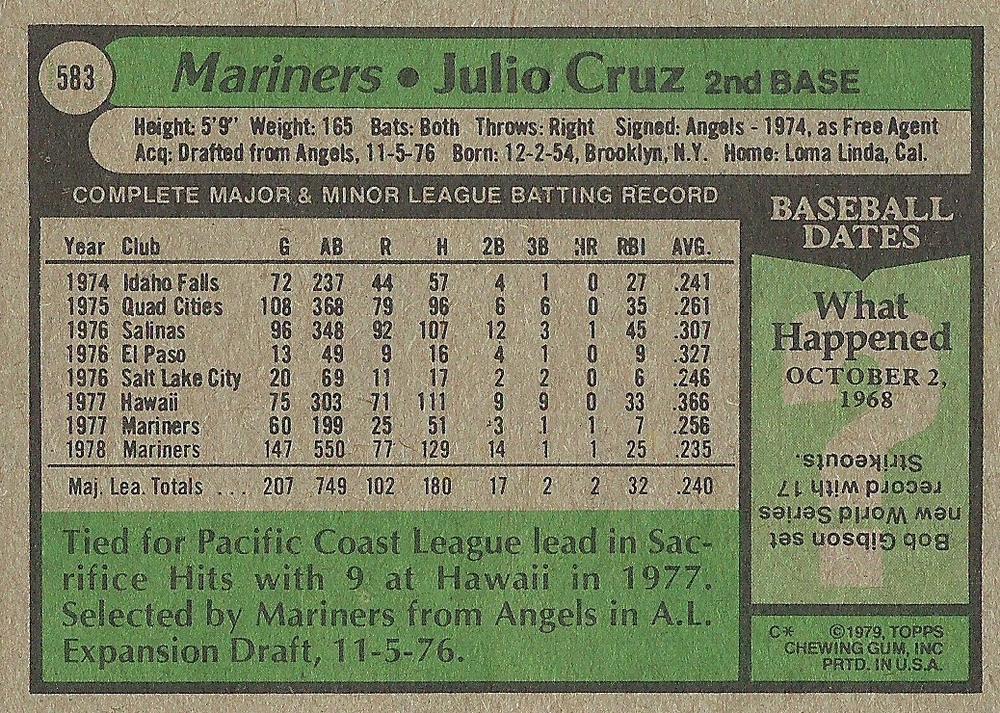 583
Mariners • Julio Cruz 2nd BASE
Height: 5'9" Weight: 165 Bats: Both Throws: Right Signed: Angels - 1974, as Free Agent
Acq: Drafted from Angels, 11-5-76 Born: 12-2-54, Brooklyn, N.Y. Home: Loma Linda, Cal.
COMPLETE MAJOR & MINOR LEAGUE BATTING RECORD
Year Club G AB R H 2B 3B HR RBI AVG.
1974 Idaho Falls 72 237 44 57 4 1 0 27 .241
1975 Quad Cities 108 368 79 96 6 6 0 35 .261
1976 Salinas 96 348 92 107 12 3 1 45 .307
1976 El Paso 13 49 9 16 4 1 0 9 .327
1976 Salt Lake City 20 69 11 17 2 2 0 6 .246
1977 Hawaii 75 303 71 111 9 9 0 33 .366
1977 Mariners 60 199 25 51 3 1 1 7 .256
1978 Mariners 147 550 77 129 14 1 1 25 .235
Maj. Lea. Totals ... 207 749 102 180 17 2 2 32 .240
Tied for Pacific Coast League lead in Sac-
rifice Hits with 9 at Hawaii in 1977.
Selected by Mariners from Angels in A.L.
Expansion Draft, 11-5-76.
BASEBALL
DATES
What
Happened
OCTOBER 2,
1968
?
Bob Gibson set
new World Series
record with 17
Strikeouts.
C* ©1979, TOPPS
CHEWING GUM, INC
PRTD. IN U.S.A.